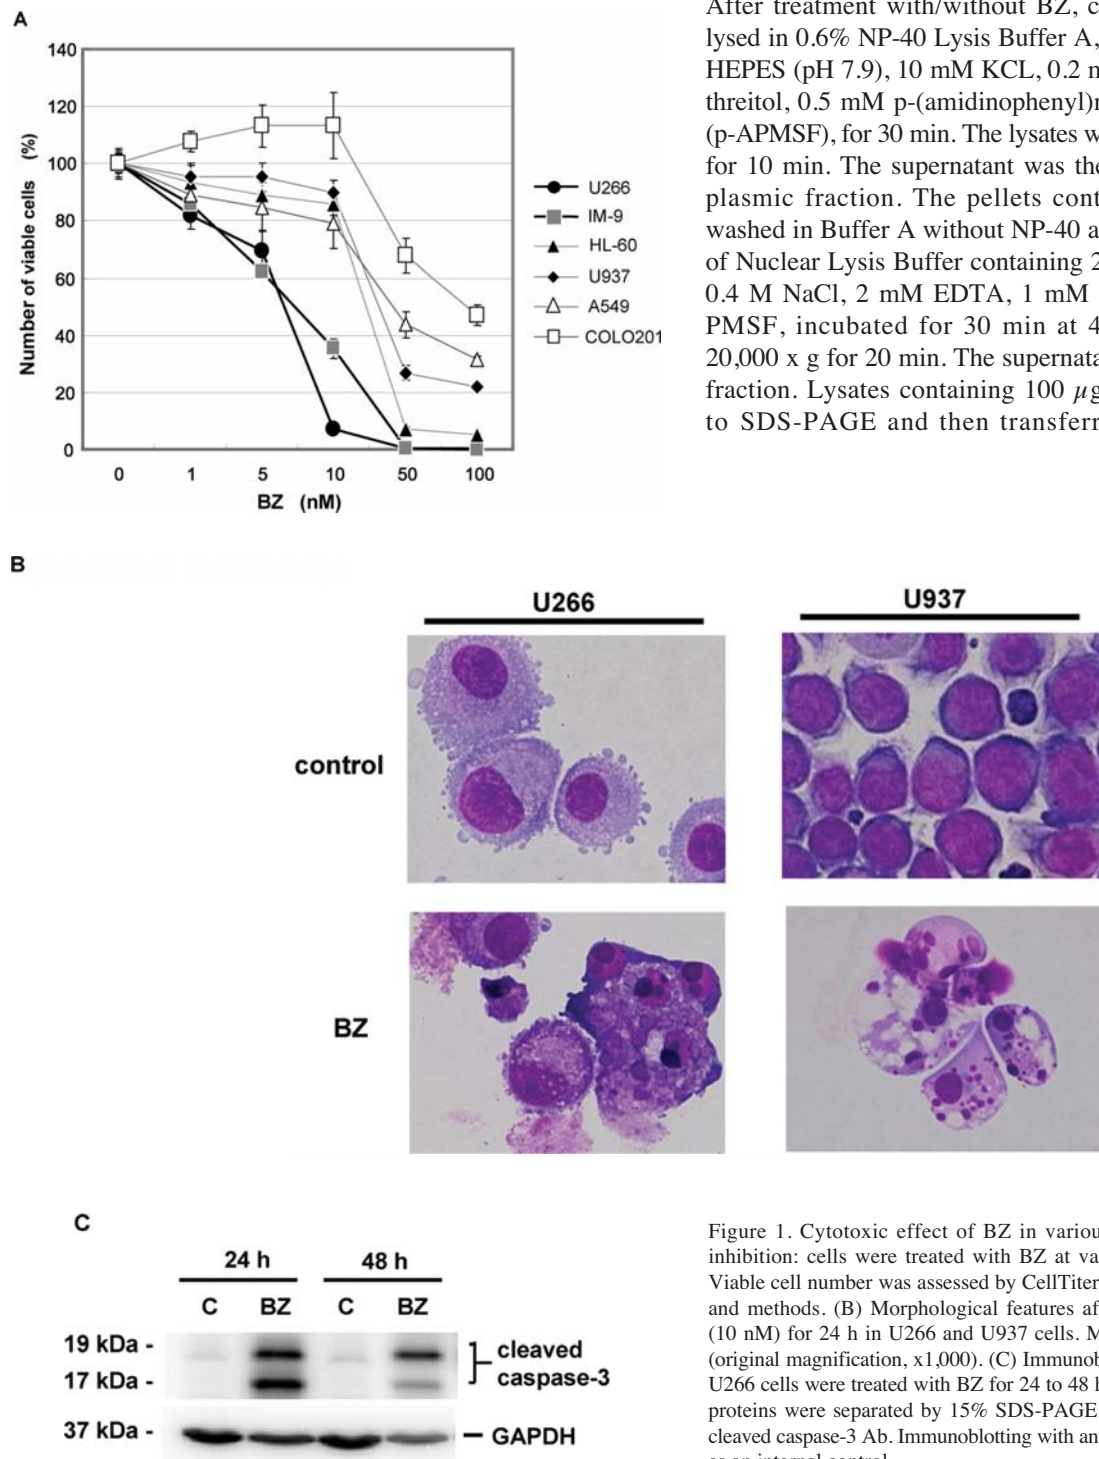 A
140
120
100
80
60
40
20
0
Number of viable cells (%)
0 1 5 10 50 100
BZ (nM)
U266
IM-9
HL-60
U937
A549
COLO201
After treatment with/without BZ, c
lysed in 0.6% NP-40 Lysis Buffer A,
HEPES (pH 7.9), 10 mM KCL, 0.2 m
threitol, 0.5 mM p-(amidinophenyl)
(p-APMSF), for 30 min. The lysates w
for 10 min. The supernatant was the
plasmic fraction. The pellets cont
washed in Buffer A without NP-40 a
of Nuclear Lysis Buffer containing 2
0.4 M NaCl, 2 mM EDTA, 1 mM
PMSF, incubated for 30 min at 4
20,000 x g for 20 min. The supernata
fraction. Lysates containing 100 µg
to SDS-PAGE and then transferr
B
U266 U937
control
BZ
C
24 h 48 h
C BZ C BZ
19 kDa -
17 kDa -
cleaved
caspase-3
37 kDa -
GAPDH
Figure 1. Cytotoxic effect of BZ in variou
inhibition: cells were treated with BZ at va
Viable cell number was assessed by CellTiter
and methods. (B) Morphological features af
(10 nM) for 24 h in U266 and U937 cells. M
(original magnification, x1,000). (C) Immunob
U266 cells were treated with BZ for 24 to 48 h
proteins were separated by 15% SDS-PAGE
cleaved caspase-3 Ab. Immunoblotting with an
as an internal control